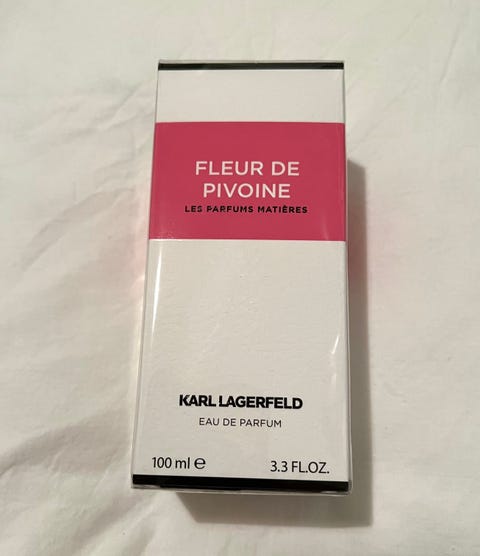 FLEUR DE
PIVOINE
LES PARFUMS MATIÈRES
KARL LAGERFELD
EAU DE PARFUM
100 ml ℮ 3.3 FL.OZ.